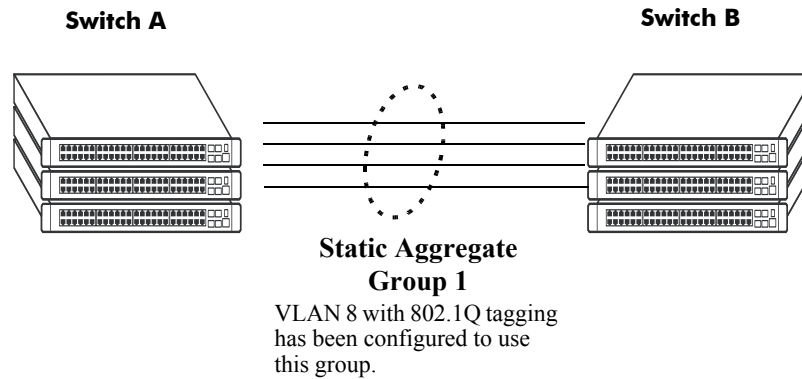 Switch A
Switch B
Static Aggregate
Group 1
VLAN 8 with 802.1Q tagging
has been configured to use
this group.